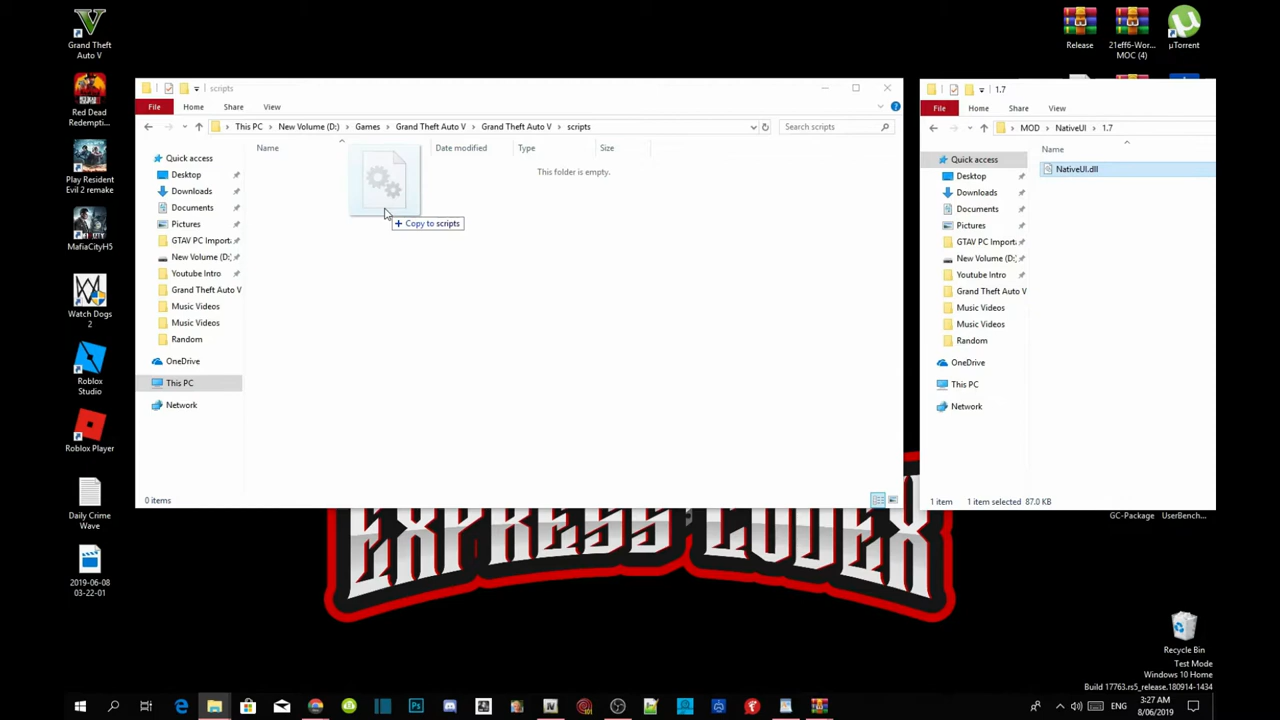 Grand Theft
Auto V
Red Dead
Redempti...
Play Resident
Evil 2 remake
MafiaCityH5
Watch Dogs
2
Roblox
Studio
Roblox Player
Daily Crime
Wave
2019-06-08
03-22-01
Release
21eff6-Wor...
MOC (4)
µTorrent
scripts
File
Home
Share
View
This PC
New Volume (D:)
Games
Grand Theft Auto V
Grand Theft Auto V
scripts
Search scripts
Name
Date modified
Type
Size
This folder is empty.
+ Copy to scripts
Quick access
Desktop
Downloads
Documents
Pictures
GTAV PC Import
New Volume (D:)
Youtube Intro
Grand Theft Auto V
Music Videos
Music Videos
Random
OneDrive
This PC
Network
0 items
1.7
File
Home
Share
View
MOD
NativeUI
1.7
Name
NativeUI.dll
Quick access
Desktop
Downloads
Documents
Pictures
GTAV PC Import
New Volume (D:
Youtube Intro
Grand Theft Auto V
Music Videos
Music Videos
Random
OneDrive
This PC
Network
1 item
1 item selected 87.0 KB
GC-Package
UserBench...
EXPRESS CODEX
Recycle Bin
Test Mode
Windows 10 Home
Build 17763.rs5_release.180914-1434
ENG
3:27 AM
8/06/2019